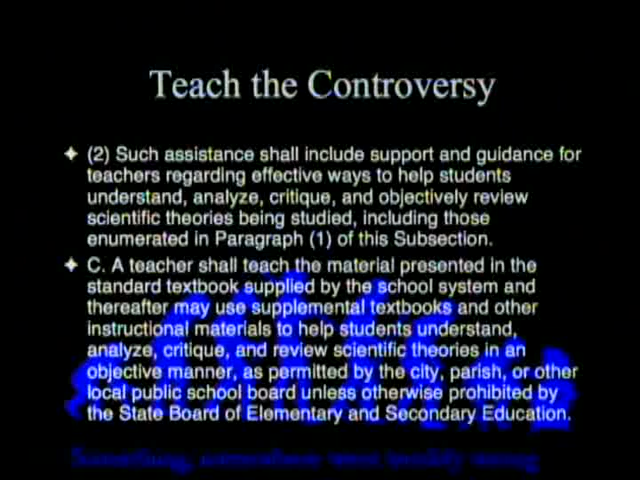 Teach the Controversy
(2) Such assistance shall include support and guidance for
teachers regarding effective ways to help students
understand, analyze, critique, and objectively review
scientific theories being studied, including those
enumerated in Paragraph (1) of this Subsection.
C. A teacher shall teach the material presented in the
standard textbook supplied by the school system and
thereafter may use supplemental textbooks and other
instructional materials to help students understand,
analyze, critique, and review scientific theories in an
objective manner, as permitted by the city, parish, or other
local public school board unless otherwise prohibited by
the State Board of Elementary and Secondary Education.
Something, somewhere went terribly wrong